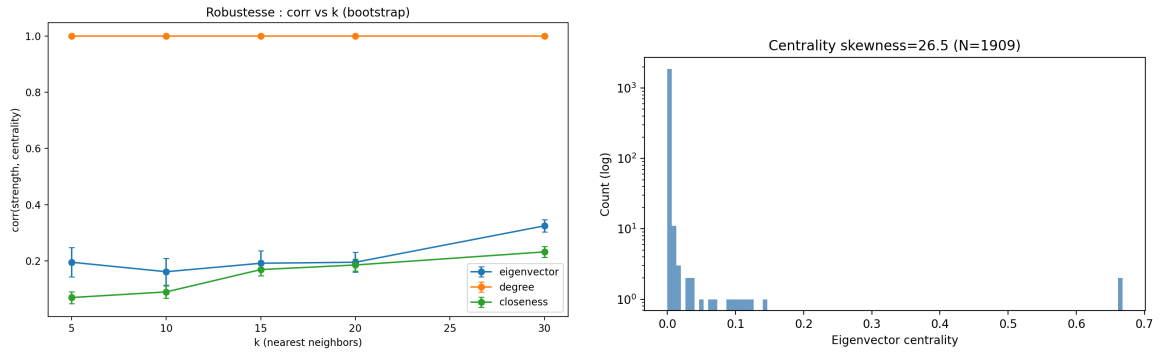 Robustesse : corr vs k (bootstrap)
corr(strength, centrality)
1.0
0.8
0.6
0.4
0.2
5
10
15
20
25
30
k (nearest neighbors)
eigenvector
degree
closeness
Centrality skewness=26.5 (N=1909)
Count (log)
10³
10²
10¹
10⁰
0.0
0.1
0.2
0.3
0.4
0.5
0.6
0.7
Eigenvector centrality